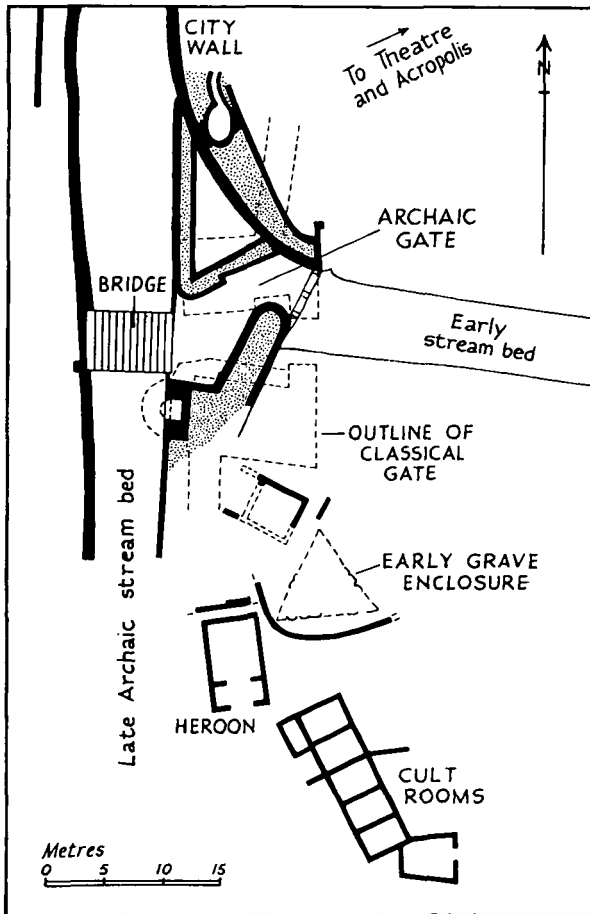 CITY
WALL
To Theatre
and Acropolis
N
ARCHAIC
GATE
BRIDGE
Early
stream bed
OUTLINE OF
CLASSICAL
GATE
Late Archaic stream bed
EARLY GRAVE
ENCLOSURE
HEROON
CULT
ROOMS
Metres
0 5 10 15